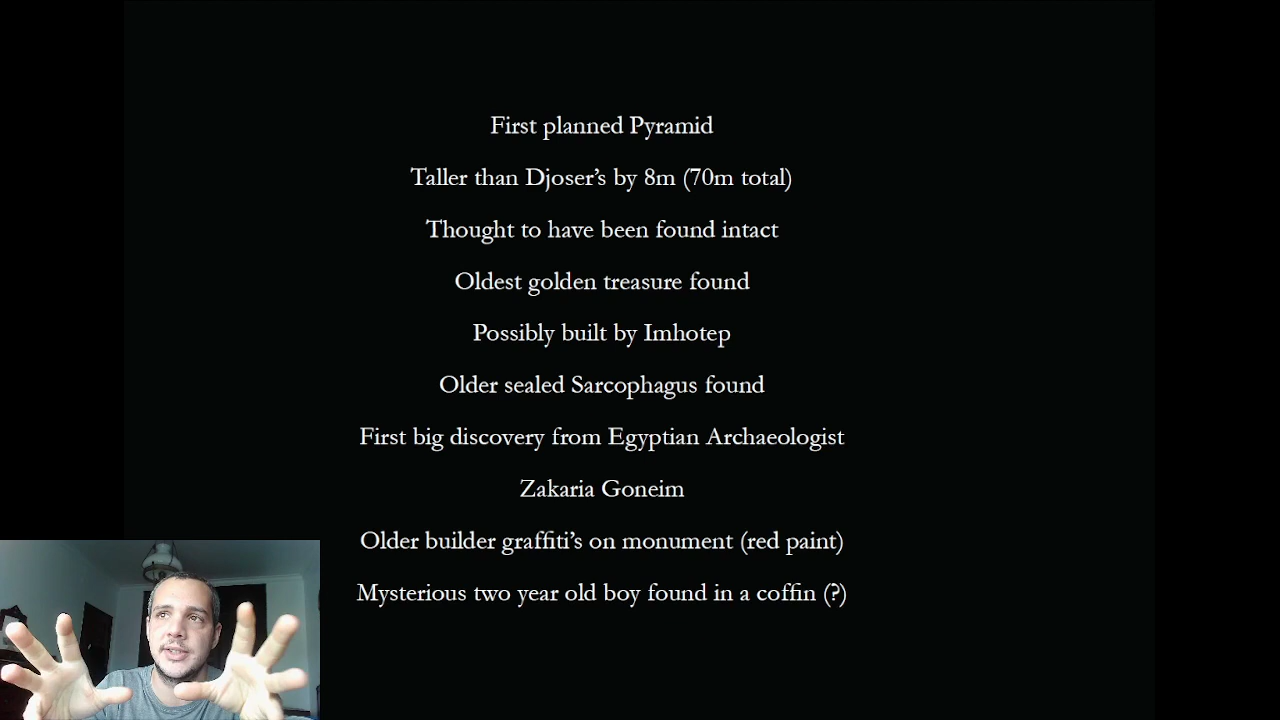 First planned Pyramid
Taller than Djoser’s by 8m (70m total)
Thought to have been found intact
Oldest golden treasure found
Possibly built by Imhotep
Older sealed Sarcophagus found
First big discovery from Egyptian Archaeologist
Zakaria Goneim
Older builder graffiti’s on monument (red paint)
Mysterious two year old boy found in a coffin (?)